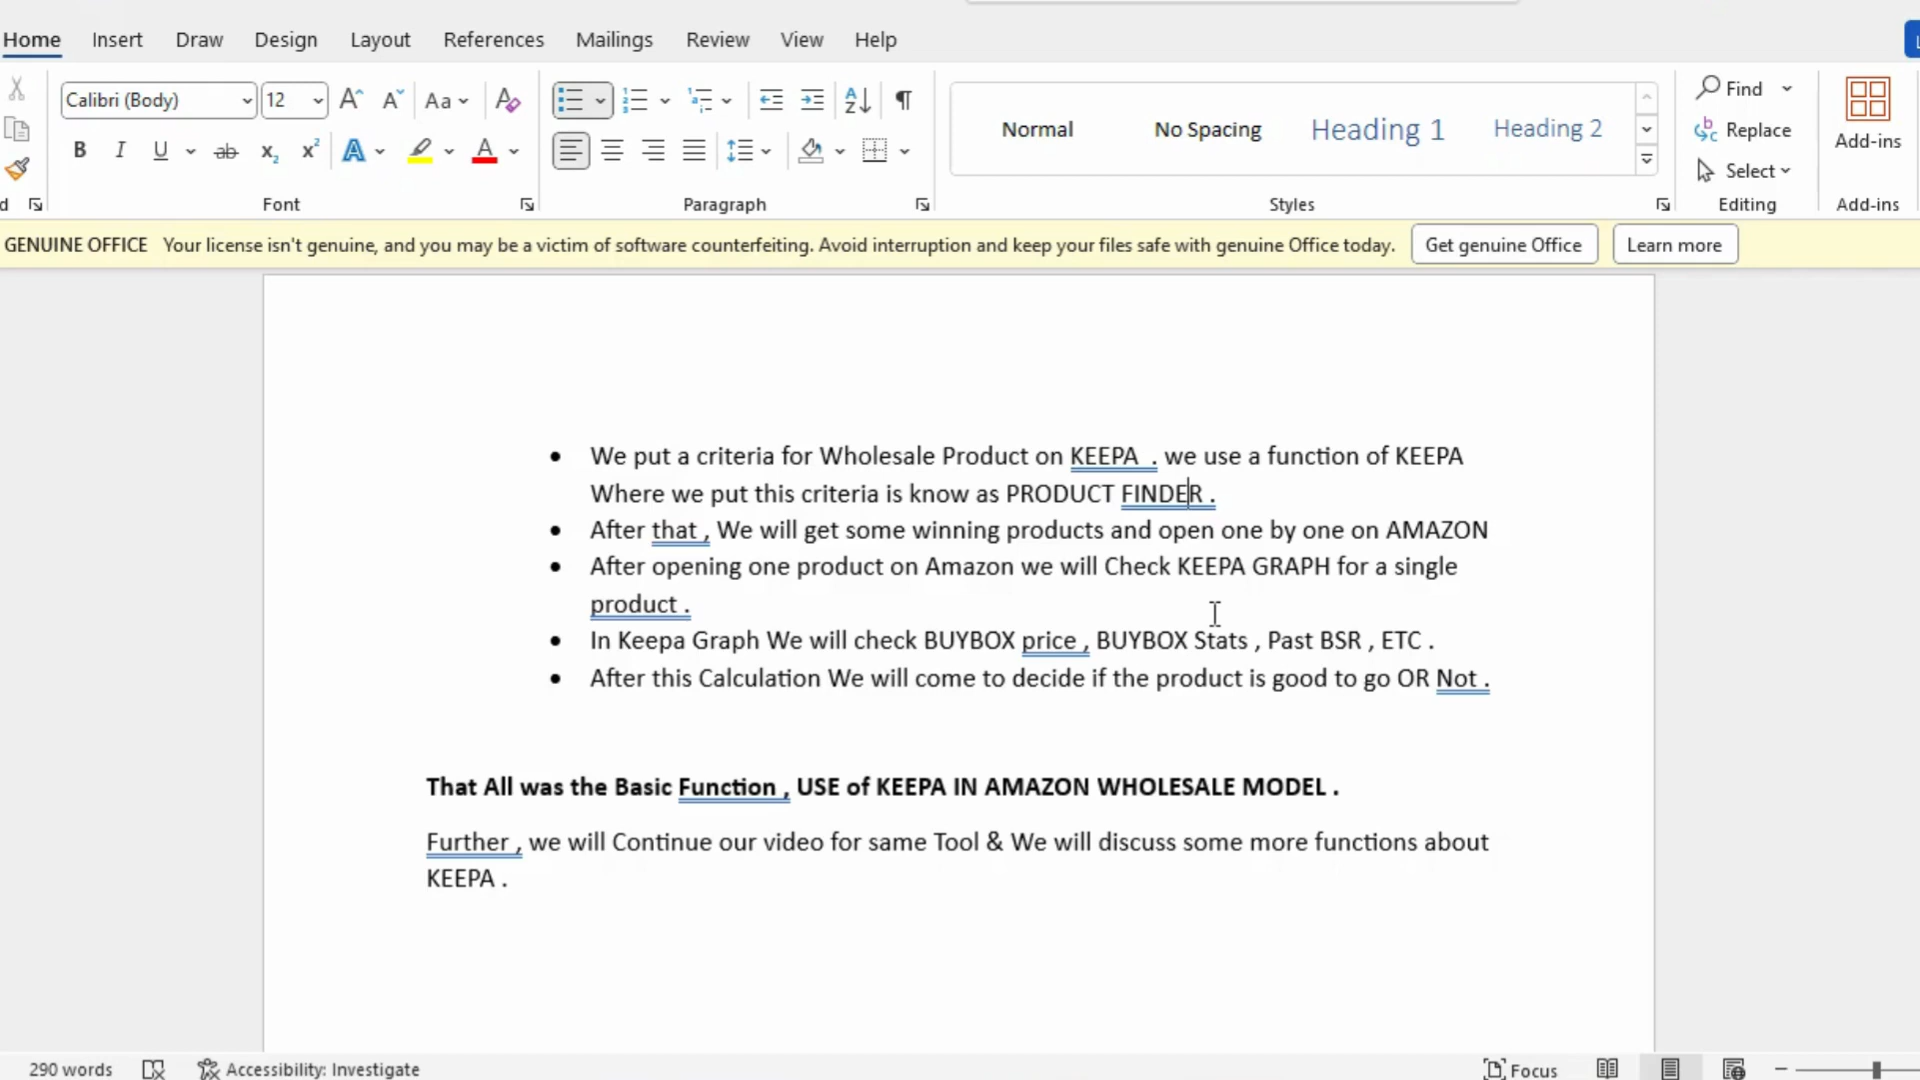 Home Insert Draw Design Layout References Mailings Review View Help
Calibri (Body) 12 Aa Normal No Spacing Heading 1 Heading 2 Find Replace Select Add-ins
Font Paragraph Styles Editing Add-ins
GENUINE OFFICE Your license isn't genuine, and you may be a victim of software counterfeiting. Avoid interruption and keep your files safe with genuine Office today. Get genuine Office Learn more
• We put a criteria for Wholesale Product on KEEPA . we use a function of KEEPA
Where we put this criteria is know as PRODUCT FINDER .
• After that , We will get some winning products and open one by one on AMAZON
• After opening one product on Amazon we will Check KEEPA GRAPH for a single
product .
• In Keepa Graph We will check BUYBOX price , BUYBOX Stats , Past BSR , ETC .
• After this Calculation We will come to decide if the product is good to go OR Not .
That All was the Basic Function , USE of KEEPA IN AMAZON WHOLESALE MODEL .
Further , we will Continue our video for same Tool & We will discuss some more functions about
KEEPA .
290 words Accessibility: Investigate Focus